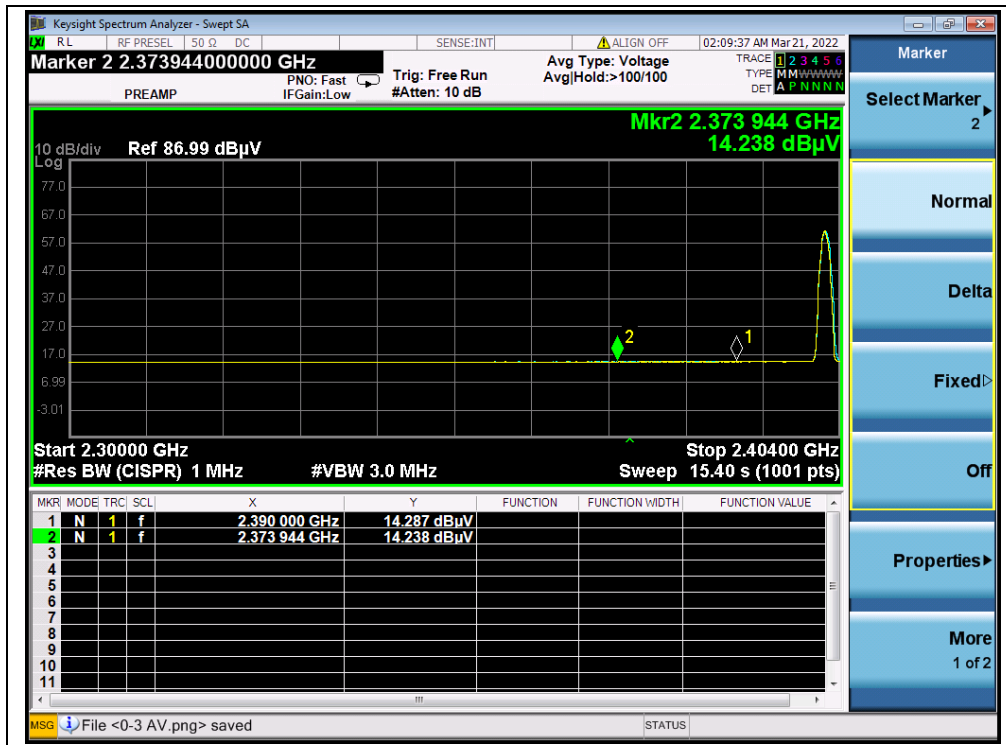 Keysight Spectrum Analyzer - Swept SA
LXI RL RF PRESEL 50 Ω DC SENSE:INT ALIGN OFF 02:09:37 AM Mar 21, 2022
Marker 2 2.373944000000 GHz
PREAMP
PNO: Fast
IFGain:Low
Trig: Free Run
#Atten: 10 dB
Avg Type: Voltage
Avg|Hold:>100/100
TRACE 1 2 3 4 5 6
TYPE M M W W W W
DET A P N N N N
Mkr2 2.373 944 GHz
14.238 dBµV
10 dB/div Ref 86.99 dBµV
Log
77.0
67.0
57.0
47.0
37.0
27.0
17.0
6.99
-3.01
2
1
Start 2.30000 GHz Stop 2.40400 GHz
#Res BW (CISPR) 1 MHz #VBW 3.0 MHz Sweep 15.40 s (1001 pts)
MKR MODE TRC SCL X Y FUNCTION FUNCTION WIDTH FUNCTION VALUE
1 N 1 f 2.390 000 GHz 14.287 dBµV
2 N 1 f 2.373 944 GHz 14.238 dBµV
3
4
5
6
7
8
9
10
11
MSG File <0-3 AV.png> saved STATUS
Marker
Select Marker
2
Normal
Delta
Fixed
Off
Properties
More
1 of 2